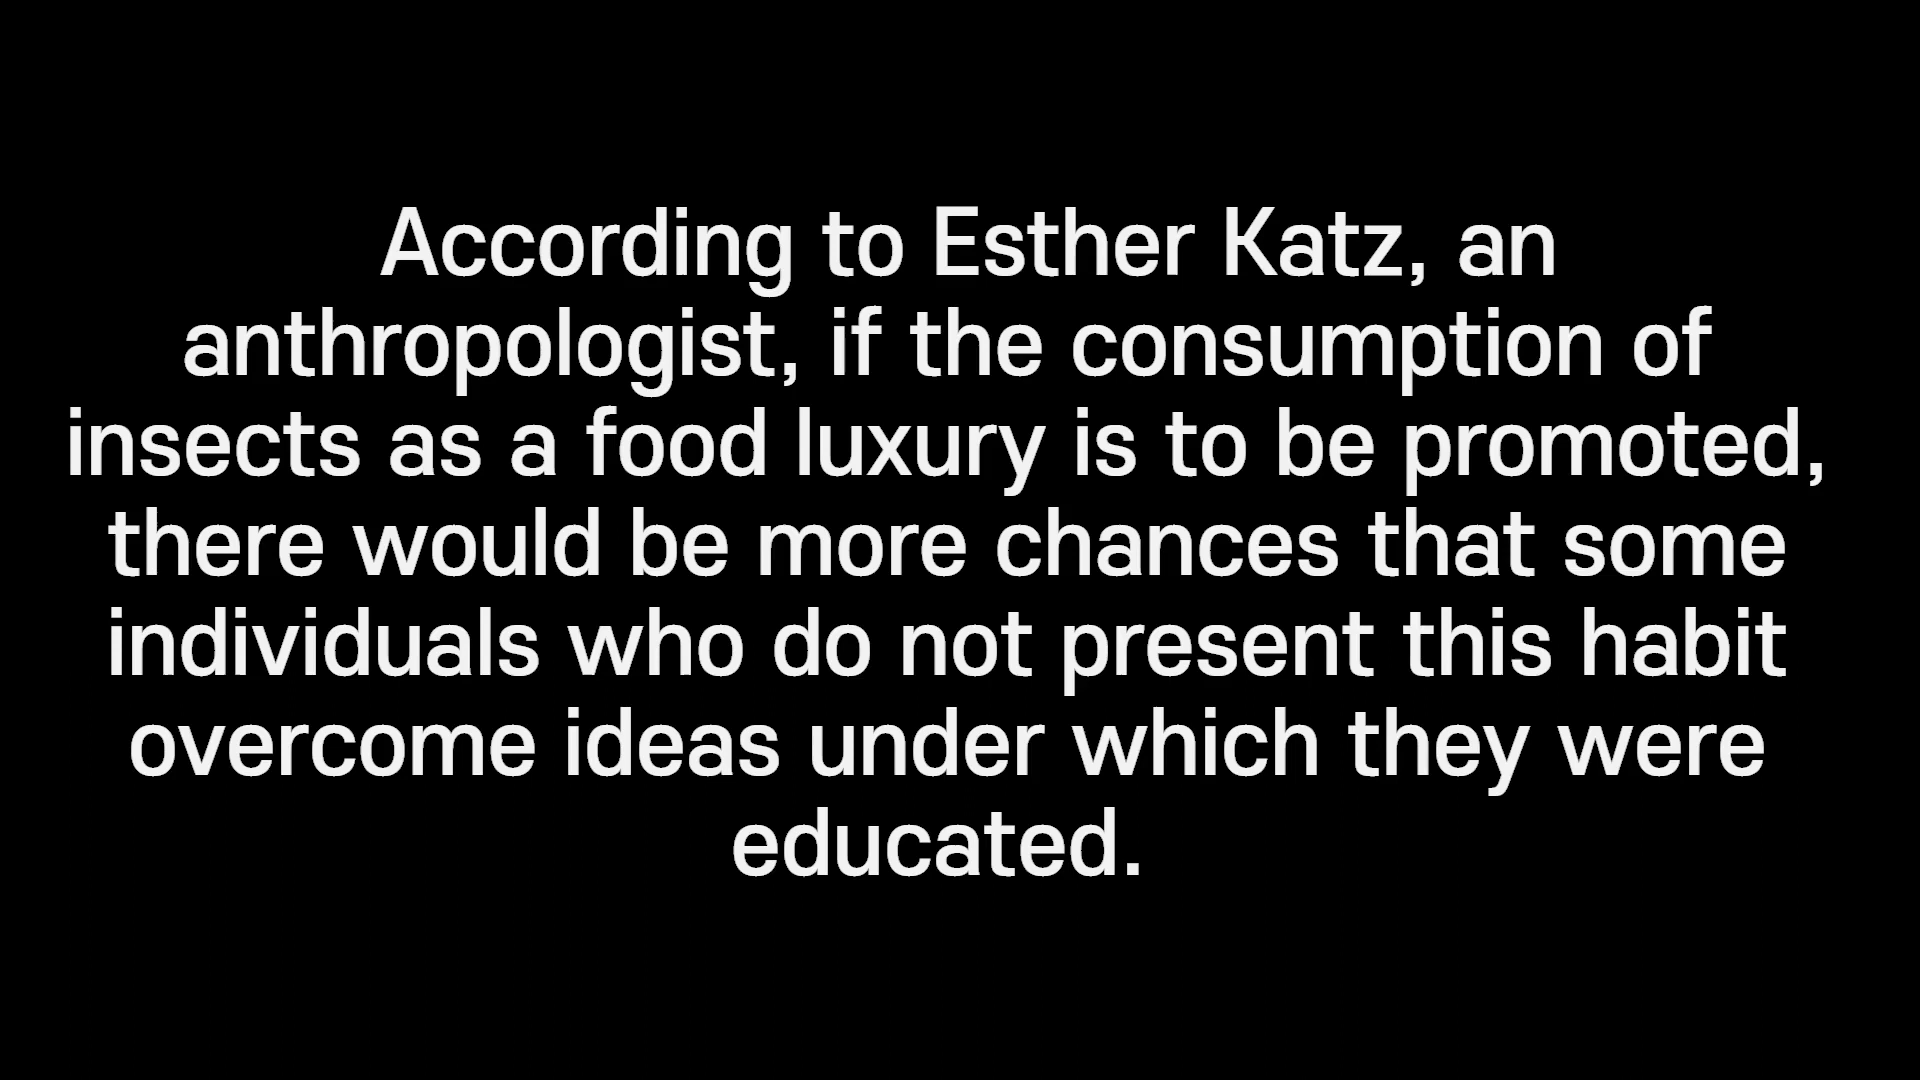 According to Esther Katz, an
anthropologist, if the consumption of
insects as a food luxury is to be promoted,
there would be more chances that some
individuals who do not present this habit
overcome ideas under which they were
educated.